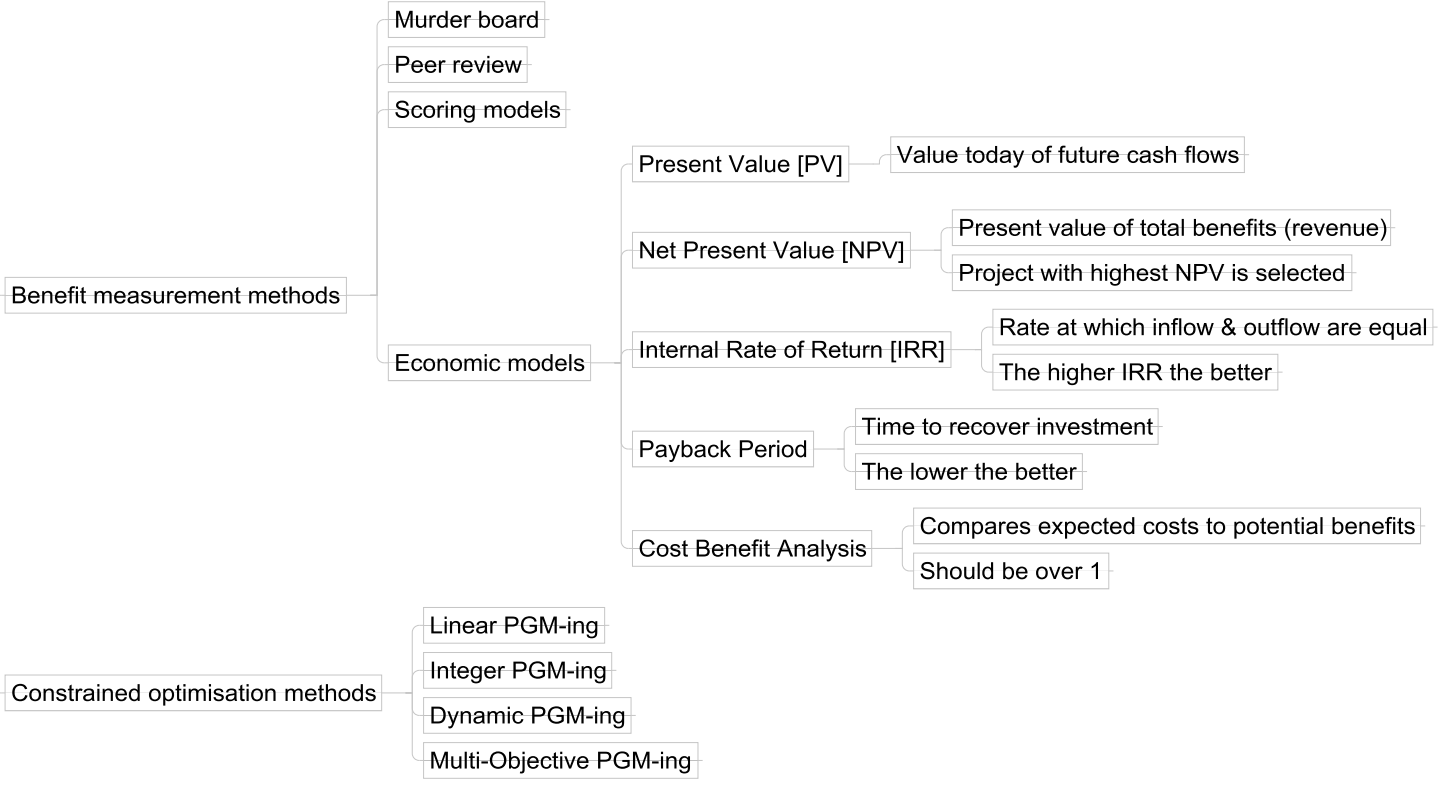 Murder board
Peer review
Scoring models
Present Value [PV]
Value today of future cash flows
Net Present Value [NPV]
Present value of total benefits (revenue)
Project with highest NPV is selected
Benefit measurement methods
Economic models
Internal Rate of Return [IRR]
Rate at which inflow & outflow are equal
The higher IRR the better
Payback Period
Time to recover investment
The lower the better
Cost Benefit Analysis
Compares expected costs to potential benefits
Should be over 1
Constrained optimisation methods
Linear PGM-ing
Integer PGM-ing
Dynamic PGM-ing
Multi-Objective PGM-ing